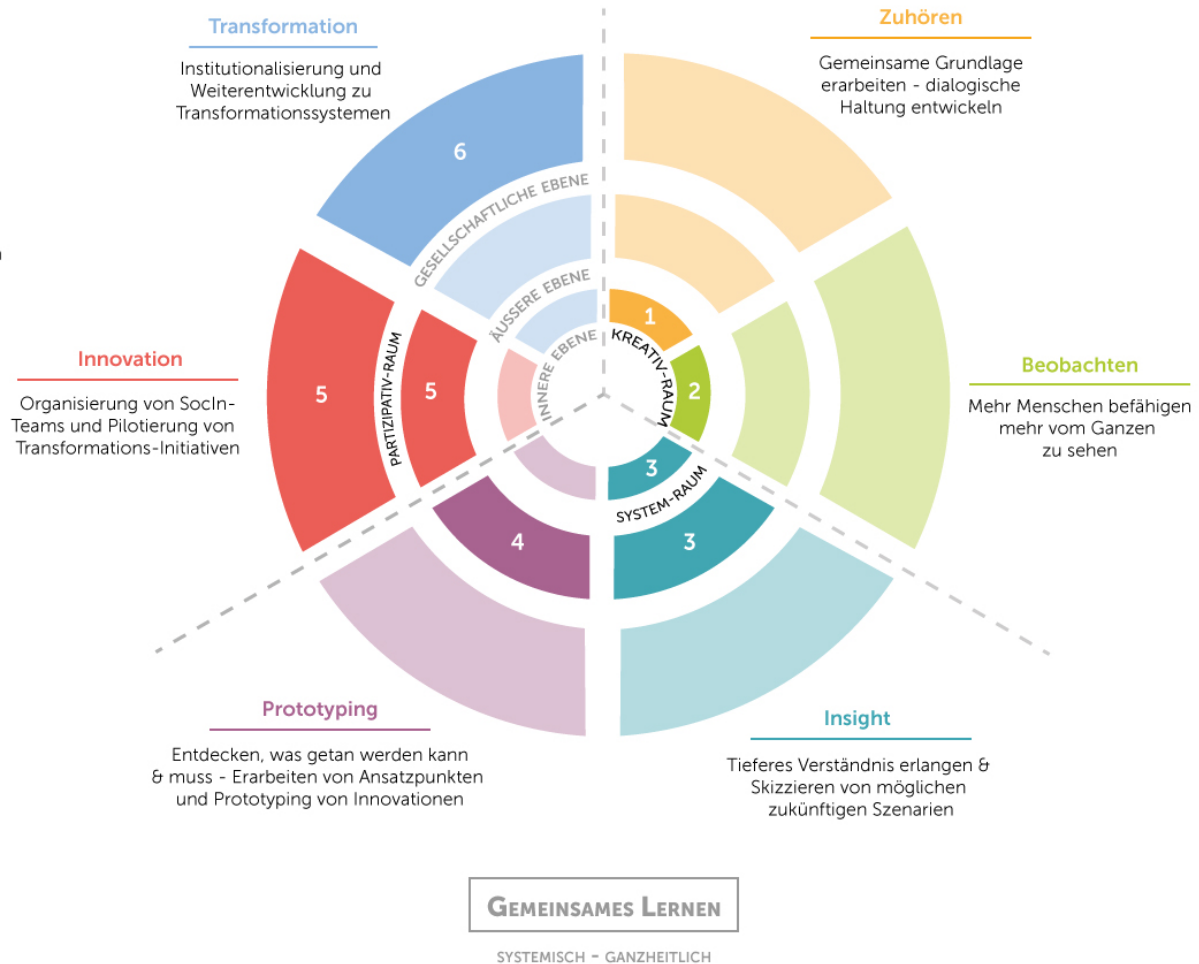 Transformation
Institutionalisierung und
Weiterentwicklung zu
Transformationssystemen
Zuhören
Gemeinsame Grundlage
erarbeiten - dialogische
Haltung entwickeln
6
GESELLSCHAFTLICHE EBENE
ÄUSSERE EBENE
INNERE EBENE
1
KREATIV-RAUM
2
Beobachten
Mehr Menschen befähigen
mehr vom Ganzen
zu sehen
Innovation
Organisierung von SocIn-
Teams und Pilotierung von
Transformations-Initiativen
5
PARTIZIPATIV-RAUM
5
3
SYSTEM-RAUM
3
4
Prototyping
Entdecken, was getan werden kann
& muss - Erarbeiten von Ansatzpunkten
und Prototyping von Innovationen
Insight
Tieferes Verständnis erlangen &
Skizzieren von möglichen
zukünftigen Szenarien
GEMEINSAMES LERNEN
SYSTEMISCH - GANZHEITLICH